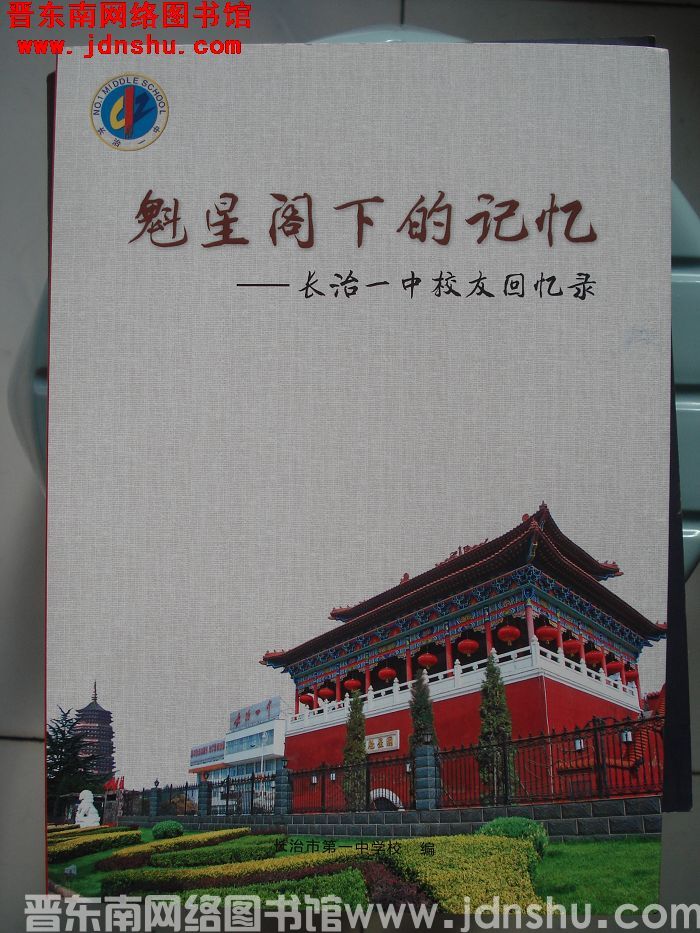 晋东南网络图书馆
www.jdnshu.com
NO.1 MIDDLE SCHOOL
长治一中
魁星阁下的记忆
——长治一中校友回忆录
长治市第一中学校 编
晋东南网络图书馆www.jdnshu.com